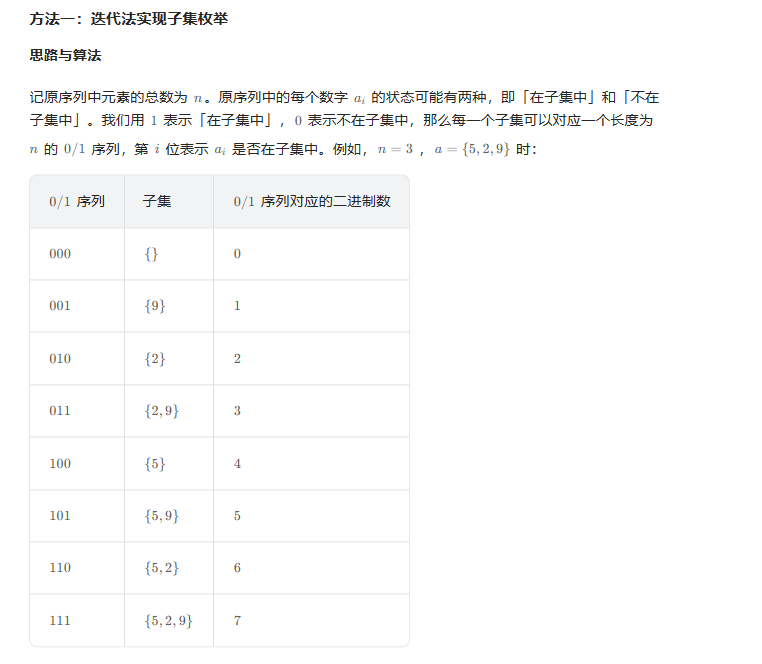 方法一：迭代法实现子集枚举
思路与算法
记原序列中元素的总数为 n。原序列中的每个数字 aᵢ 的状态可能有两种，即「在子集中」和「不在
子集中」。我们用 1 表示「在子集中」，0 表示不在子集中，那么每一个子集可以对应一个长度为
n 的 0/1 序列，第 i 位表示 aᵢ 是否在子集中。例如，n = 3 ，a = {5, 2, 9} 时：
0/1 序列 子集 0/1 序列对应的二进制数
000 {} 0
001 {9} 1
010 {2} 2
011 {2, 9} 3
100 {5} 4
101 {5, 9} 5
110 {5, 2} 6
111 {5, 2, 9} 7